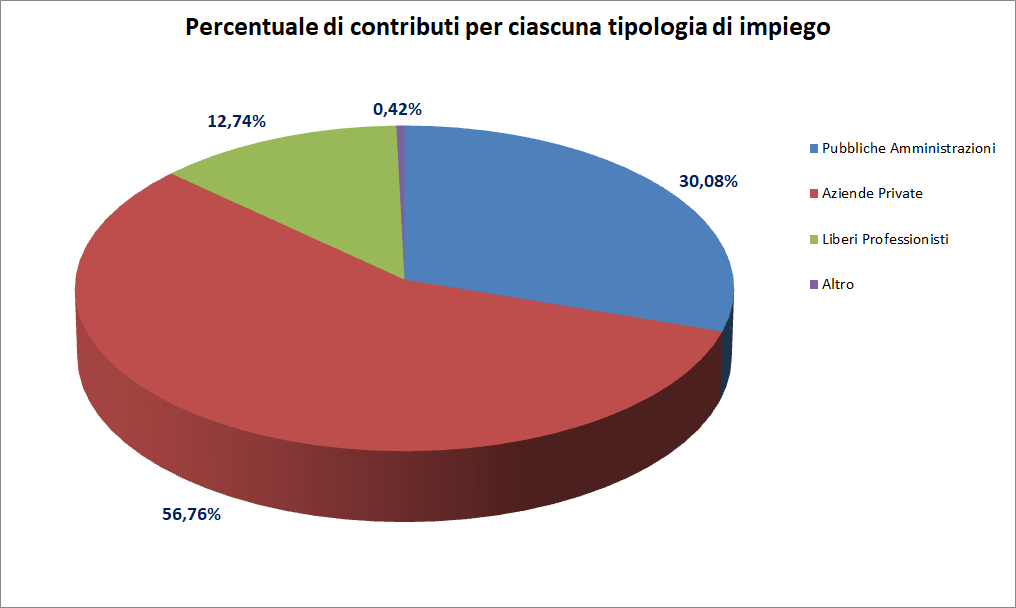 Percentuale di contributi per ciascuna tipologia di impiego
0,42%
12,74%
30,08%
56,76%
Pubbliche Amministrazioni
Aziende Private
Liberi Professionisti
Altro